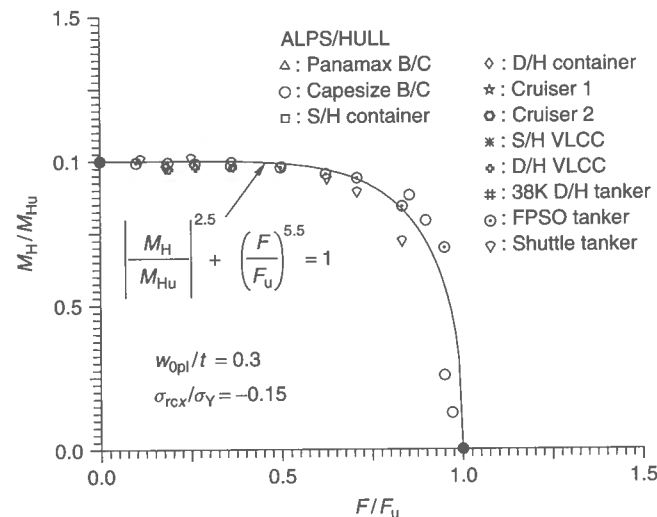 1.5
0.1
0.5
0.0
M_H/M_Hu
ALPS/HULL
△ : Panamax B/C
○ : Capesize B/C
□ : S/H container
◇ : D/H container
☆ : Cruiser 1
: Cruiser 2
✳ : S/H VLCC
: D/H VLCC
# : 38K D/H tanker
⊙ : FPSO tanker
▽ : Shuttle tanker
|M_H/M_Hu|^2.5 + (F/F_u)^5.5 = 1
w_0pl/t = 0.3
σ_rcx/σ_Y = −0.15
0.0 0.5 1.0 1.5
F/F_u